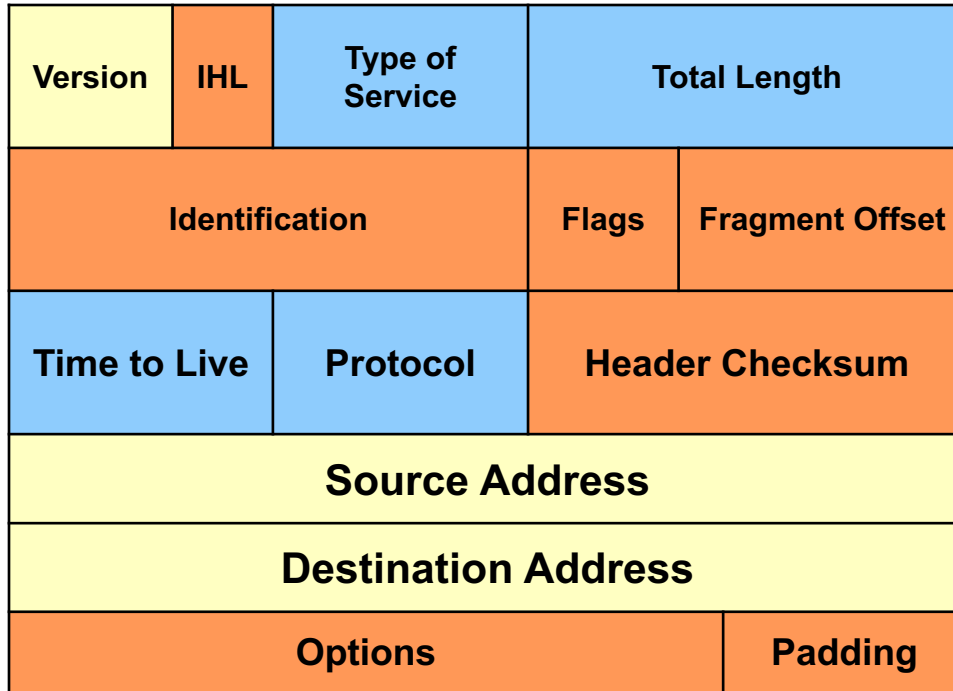 Version IHL Type of Service Total Length
Identification Flags Fragment Offset
Time to Live Protocol Header Checksum
Source Address
Destination Address
Options Padding